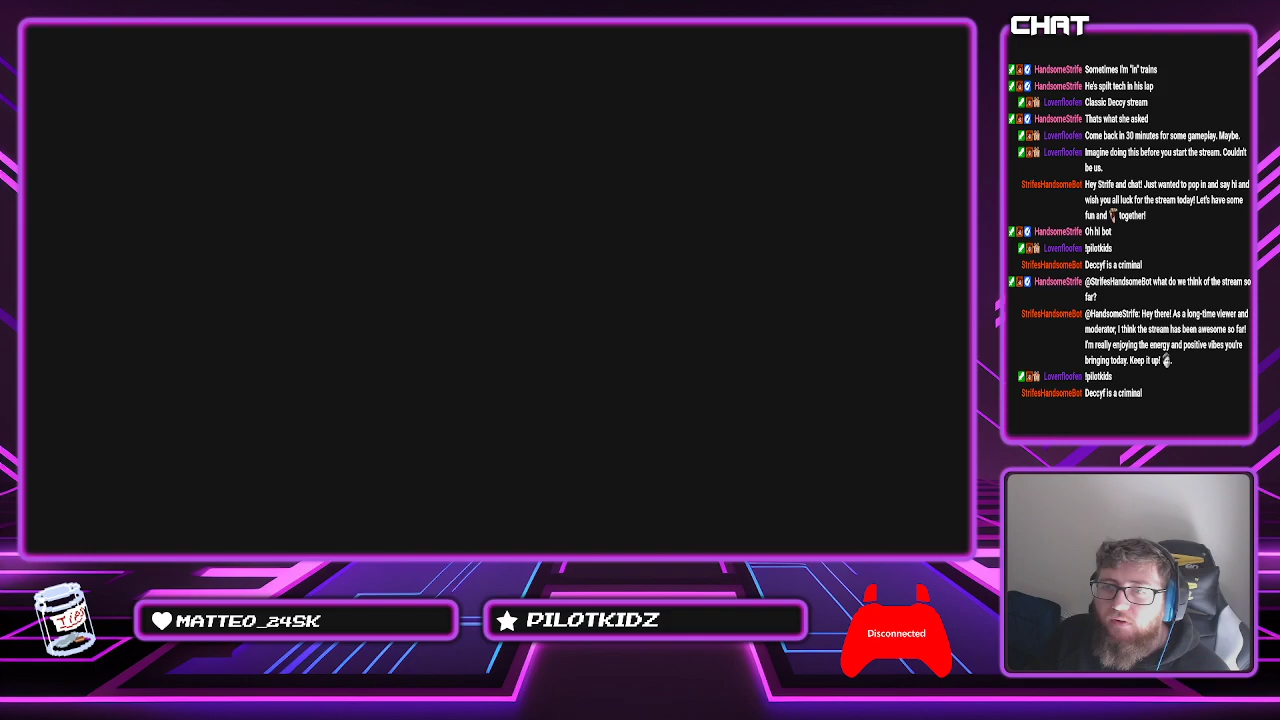 CHAT
HandsomeStrife Sometimes I'm "in" trains
HandsomeStrife He's spilt tech in his lap
Lovenfloofen Classic Deccy stream
HandsomeStrife Thats what she asked
Lovenfloofen Come back in 30 minutes for some gameplay. Maybe.
Lovenfloofen Imagine doing this before you start the stream. Couldn't
be us.
StrifesHandsomeBot Hey Strife and chat! Just wanted to pop in and say hi and
wish you all luck for the stream today! Let's have some
fun and together!
HandsomeStrife Oh hi bot
Lovenfloofen !pilotkids
StrifesHandsomeBot Deccyf is a criminal
HandsomeStrife @StrifesHandsomeBot what do we think of the stream so
far?
StrifesHandsomeBot @HandsomeStrife: Hey there! As a long-time viewer and
moderator, I think the stream has been awesome so far!
I'm really enjoying the energy and positive vibes you're
bringing today. Keep it up! .
Lovenfloofen !pilotkids
StrifesHandsomeBot Deccyf is a criminal
Tips
MATTEO_24SK
PILOTKIDZ
Disconnected